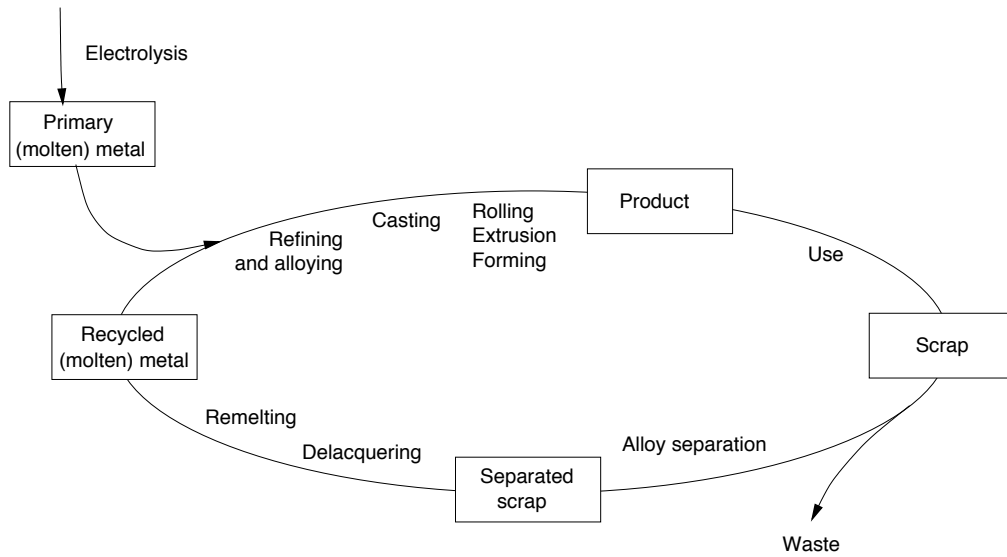 Electrolysis
Primary
(molten) metal
Product
Rolling
Casting
Extrusion
Refining
and alloying
Forming
Use
Recycled
(molten) metal
Scrap
Remelting
Delacquering
Alloy separation
Separated
scrap
Waste